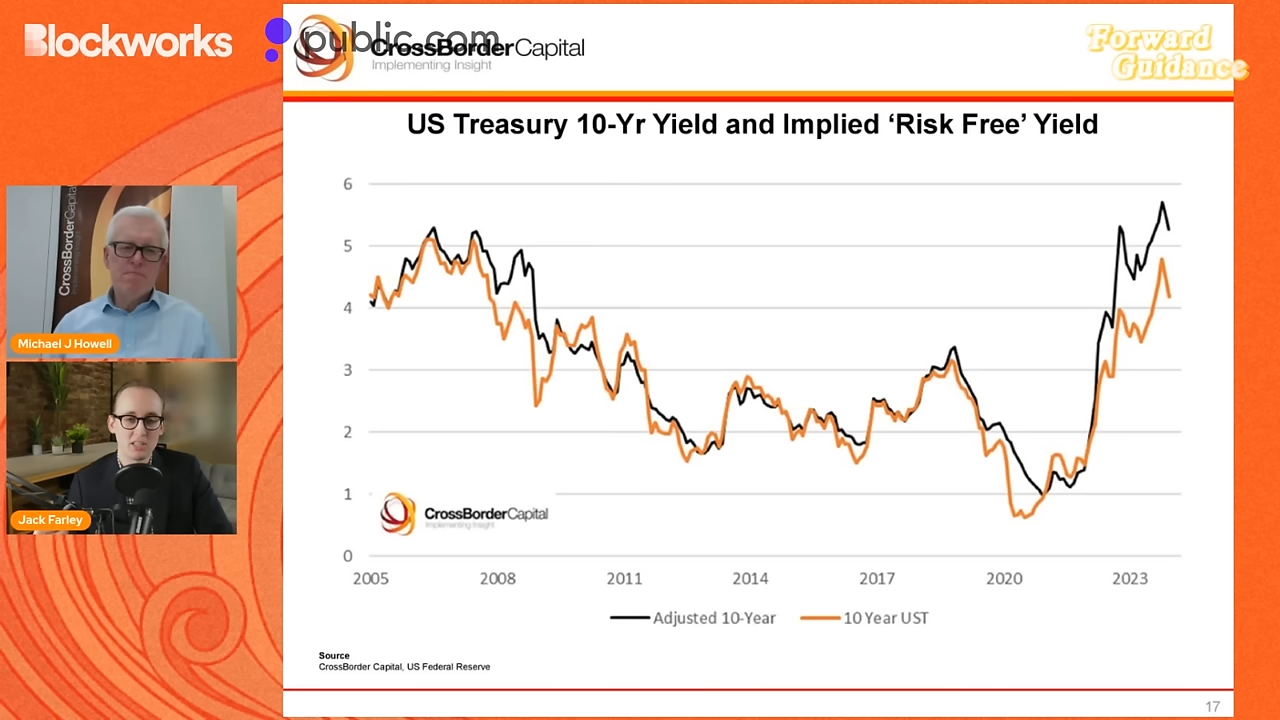 Blockworks
public.com
CrossBorderCapital
Implementing Insight
Forward
Guidance
US Treasury 10-Yr Yield and Implied ‘Risk Free’ Yield
6
5
4
3
2
1
0
2005
2008
2011
2014
2017
2020
2023
CrossBorderCapital
Implementing Insight
Adjusted 10-Year
10 Year UST
Source
CrossBorder Capital, US Federal Reserve
17
CrossBorderCapital
Michael J Howell
Jack Farley